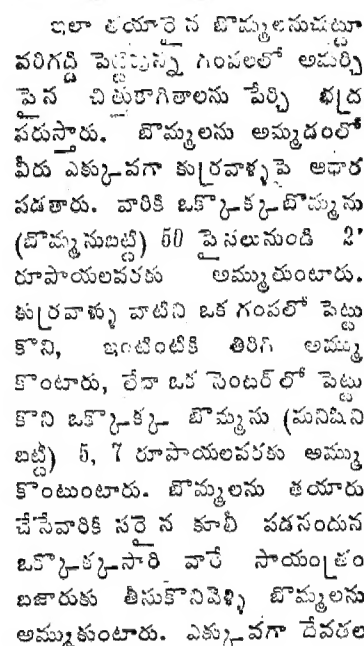 ఇలా తయారైన బొమ్మలనుచుట్టూ
వరిగడ్డి పెట్టివున్న గంపలలో అమర్చి
పైన చిత్తుకాగితాలను పేర్చి భద్ర
పరుస్తారు. బొమ్మలను అమ్మడంలో
వీరు ఎక్కువగా కుర్రవాళ్ళపై ఆధార
పడతారు. వారికి ఒక్కొక్కబొమ్మను
(బొమ్మనుబట్టి) 50 పైసలునుండి 2'
రూపాయలవరకు అమ్ముతుంటారు.
కుర్రవాళ్ళు వాటిని ఒక గంపలో పెట్టు
కొని, ఇంటింటికి తిరిగి అమ్ము
కొంటారు, లేదా ఒక సెంటర్‌లో పెట్టు
కొని ఒక్కొక్క బొమ్మను (మనిషిని
బట్టి) 5, 7 రూపాయలవరకు అమ్ము
కొంటుంటారు. బొమ్మలను తయారు
చేసేవారికి సరైన కూలీ పడనందున
ఒక్కొక్కసారి వారే సాయంత్రం
బజారుకు తీసుకొనివెళ్ళి బొమ్మలను
అమ్ముకుంటారు. ఎక్కువగా దేవతల